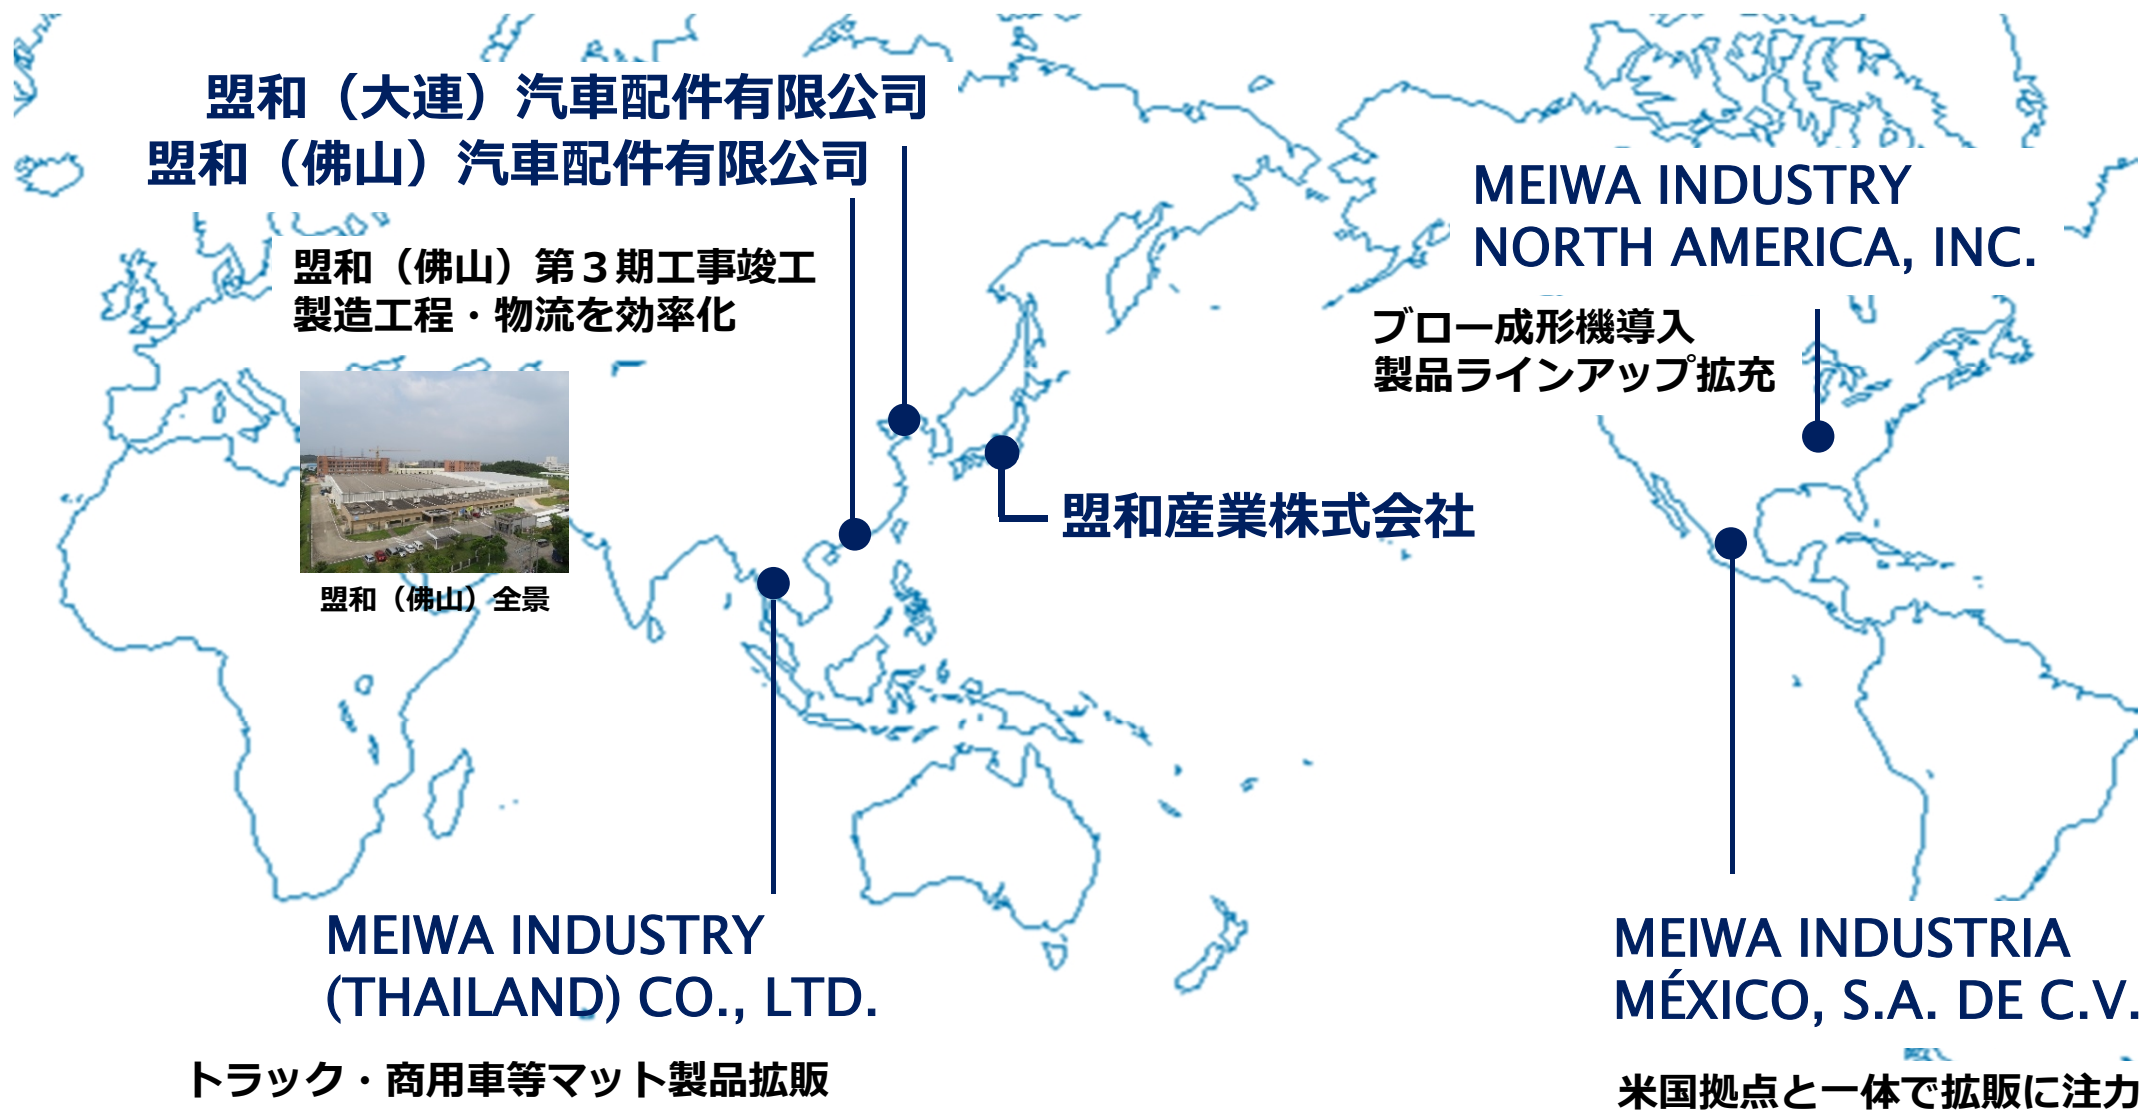 盟和（大連）汽車配件有限公司
盟和（佛山）汽車配件有限公司
盟和（佛山）第３期工事竣工
製造工程・物流を効率化
盟和（佛山）全景
MEIWA INDUSTRY
NORTH AMERICA, INC.
ブロー成形機導入
製品ラインアップ拡充
盟和産業株式会社
MEIWA INDUSTRY
(THAILAND) CO., LTD.
トラック・商用車等マット製品拡販
MEIWA INDUSTRIA
MÉXICO, S.A. DE C.V.
米国拠点と一体で拡販に注力